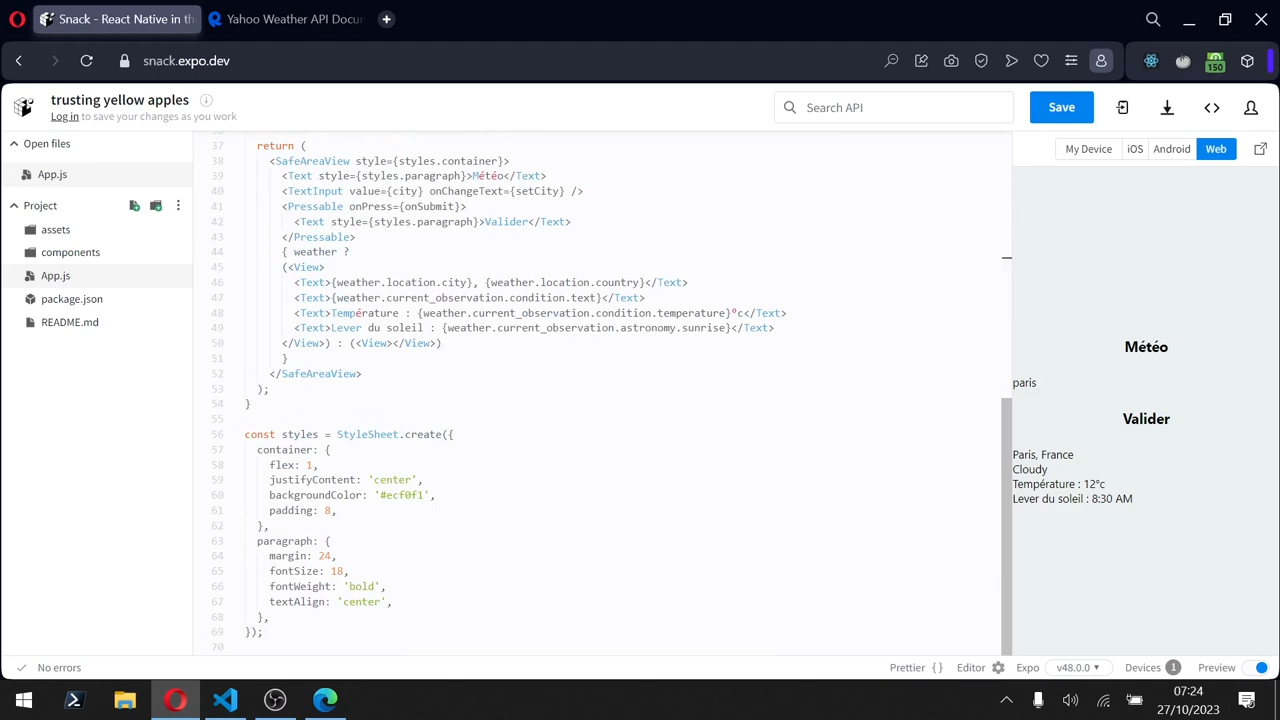 Snack - React Native in th
Yahoo Weather API Docu
snack.expo.dev
150
trusting yellow apples
Log in to save your changes as you work
Search API
Save
Open files
App.js
Project
assets
components
App.js
package.json
README.md
37 return (
38 <SafeAreaView style={styles.container}>
39 <Text style={styles.paragraph}>Météo</Text>
40 <TextInput value={city} onChangeText={setCity} />
41 <Pressable onPress={onSubmit}>
42 <Text style={styles.paragraph}>Valider</Text>
43 </Pressable>
44 { weather ?
45 (<View>
46 <Text>{weather.location.city}, {weather.location.country}</Text>
47 <Text>{weather.current_observation.condition.text}</Text>
48 <Text>Température : {weather.current_observation.condition.temperature}°c</Text>
49 <Text>Lever du soleil : {weather.current_observation.astronomy.sunrise}</Text>
50 </View>) : (<View></View>)
51 }
52 </SafeAreaView>
53 );
54 }
55
56 const styles = StyleSheet.create({
57 container: {
58 flex: 1,
59 justifyContent: 'center',
60 backgroundColor: '#ecf0f1',
61 padding: 8,
62 },
63 paragraph: {
64 margin: 24,
65 fontSize: 18,
66 fontWeight: 'bold',
67 textAlign: 'center',
68 },
69 });
70
My Device iOS Android Web
Météo
paris
Valider
Paris, France
Cloudy
Température : 12°c
Lever du soleil : 8:30 AM
No errors
Prettier {} Editor Expo v48.0.0 Devices 1 Preview
07:24
27/10/2023